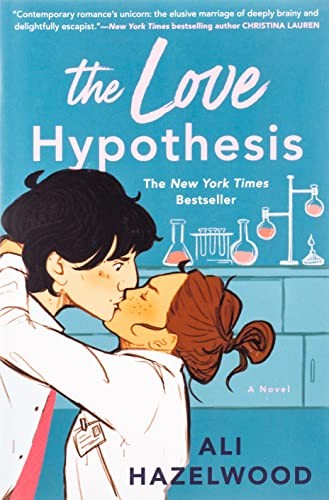 "Contemporary romance's unicorn: the elusive marriage of deeply brainy and
delightfully escapist."—New York Times bestselling author CHRISTINA LAUREN
the Love
Hypothesis
The New York Times
Bestseller
A Novel
ALI
HAZELWOOD